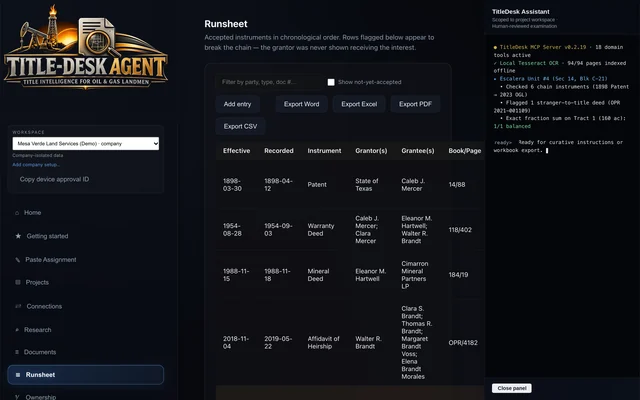 TITLE-DESK AGENT
TITLE INTELLIGENCE FOR OIL & GAS LANDMEN
WORKSPACE
Mesa Verde Land Services (Demo) · company
Company-isolated data
Add company setup...
Copy device approval ID
Home
Getting started
Paste Assignment
Projects
Connections
Research
Documents
Runsheet
Ownership
Runsheet
Accepted instruments in chronological order. Rows flagged below appear to
break the chain — the grantor was never shown receiving the interest.
Filter by party, type, doc #...
Show not-yet-accepted
Add entry
Export Word
Export Excel
Export PDF
Export CSV
Effective Recorded Instrument Grantor(s) Grantee(s) Book/Page
1898-03-30 1898-04-12 Patent State of Texas Caleb J. Mercer 14/88
1954-08-28 1954-09-03 Warranty Deed Caleb J. Mercer; Clara Mercer Eleanor M. Hartwell; Walter R. Brandt 118/402
1988-11-15 1988-11-18 Mineral Deed Eleanor M. Hartwell Cimarron Mineral Partners LP 184/19
2018-11-04 2019-05-22 Affidavit of Heirship Walter R. Brandt Clara S. Brandt; Thomas R. Brandt; Margaret Brandt Voss; Elena Brandt Morales OPR/4182
TitleDesk Assistant
Scoped to project workspace
Human-reviewed examination
● TitleDesk MCP Server v0.2.19 · 18 domain
tools active
✓ Local Tesseract OCR · 94/94 pages indexed
offline
▸ Escalera Unit #4 (Sec 14, Blk C-21)
• Checked 6 chain instruments (1898 Patent
→ 2023 OGL)
• Flagged 1 stranger-to-title deed (OPR
2021-001109)
• Exact fraction sum on Tract 1 (160 ac):
1/1 balanced
ready> Ready for curative instructions or
workbook export.
Close panel